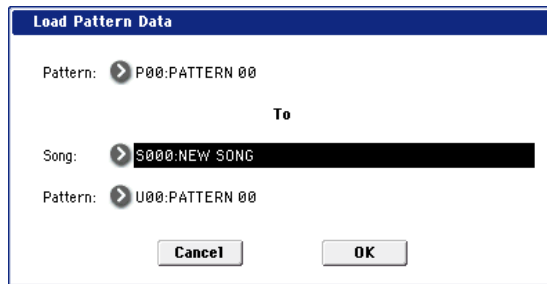 Load Pattern Data
Pattern: P00:PATTERN 00
To
Song: S000:NEW SONG
Pattern: U00:PATTERN 00
Cancel OK